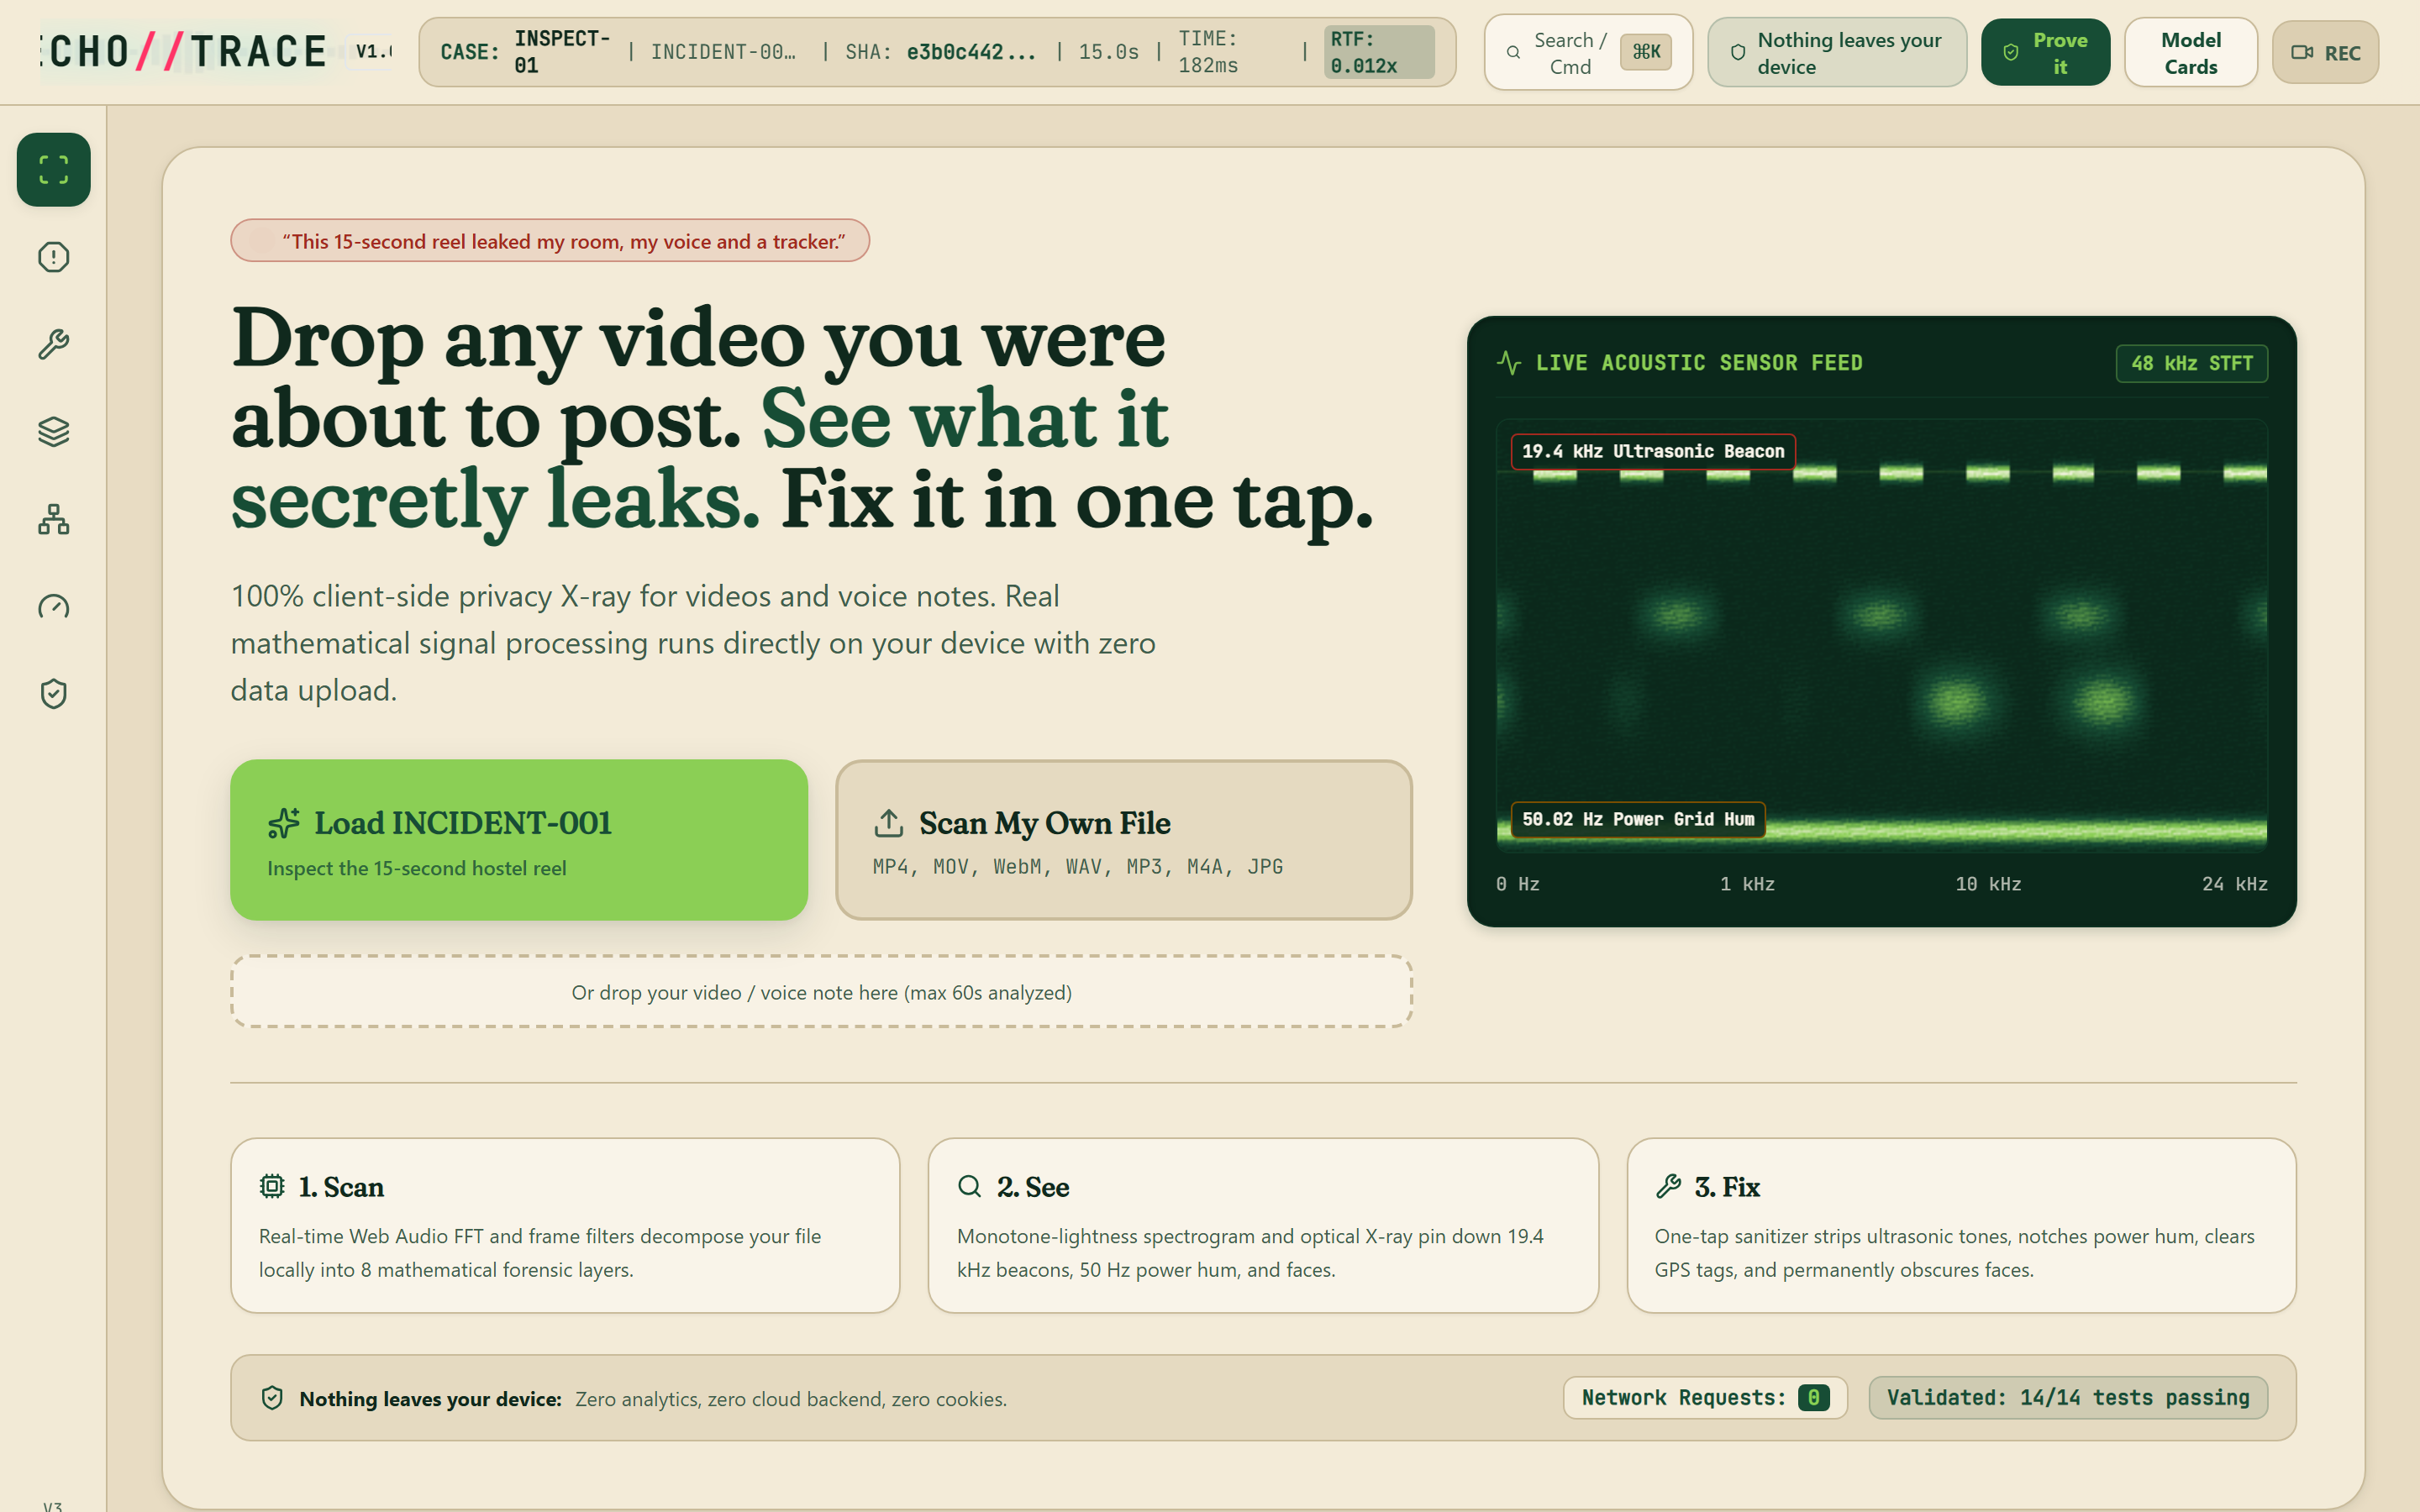 ECHO//TRACE V1.0
CASE: INSPECT-01 | INCIDENT-00… | SHA: e3b0c442... | 15.0s | TIME: 182ms | RTF: 0.012x
Search / Cmd ⌘K
Nothing leaves your device
Prove it
Model Cards
REC
“This 15-second reel leaked my room, my voice and a tracker.”
Drop any video you were
about to post. See what it
secretly leaks. Fix it in one tap.
100% client-side privacy X-ray for videos and voice notes. Real
mathematical signal processing runs directly on your device with zero
data upload.
Load INCIDENT-001
Inspect the 15-second hostel reel
Scan My Own File
MP4, MOV, WebM, WAV, MP3, M4A, JPG
Or drop your video / voice note here (max 60s analyzed)
LIVE ACOUSTIC SENSOR FEED
48 kHz STFT
19.4 kHz Ultrasonic Beacon
50.02 Hz Power Grid Hum
0 Hz 1 kHz 10 kHz 24 kHz
1. Scan
Real-time Web Audio FFT and frame filters decompose your file
locally into 8 mathematical forensic layers.
2. See
Monotone-lightness spectrogram and optical X-ray pin down 19.4
kHz beacons, 50 Hz power hum, and faces.
3. Fix
One-tap sanitizer strips ultrasonic tones, notches power hum, clears
GPS tags, and permanently obscures faces.
Nothing leaves your device: Zero analytics, zero cloud backend, zero cookies.
Network Requests: 0
Validated: 14/14 tests passing
V3